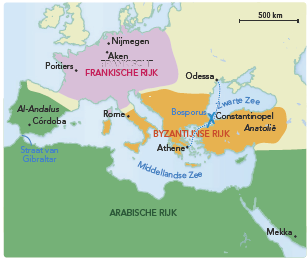 500 km
Nijmegen
Aken
Poitiers
FRANKISCHE RIJK
Odessa
Zwarte Zee
Al-Andalus
Córdoba
Rome
Bosporus
Constantinopel
Anatolië
BYZANTIJNSE RIJK
Athene
Straat van
Gibraltar
Middellandse Zee
ARABISCHE RIJK
Mekka